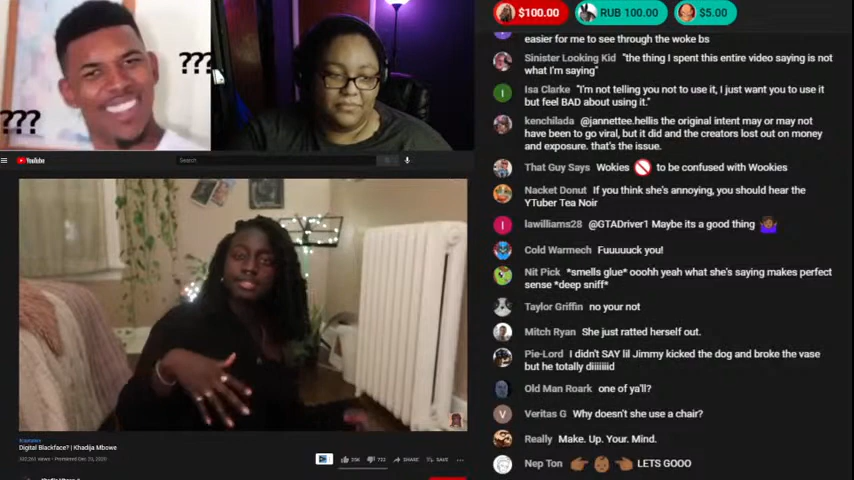 $100.00
RUB 100.00
$5.00
???
???
easier for me to see through the woke bs
Sinister Looking Kid "the thing I spent this entire video saying is not
what I'm saying"
Isa Clarke "I'm not telling you not to use it, I just want you to use it
but feel BAD about using it."
kenchilada @jannettee.hellis the original intent may or may not
have been to go viral, but it did and the creators lost out on money
and exposure. that's the issue.
YouTube
Search
That Guy Says Wokies 🚫 to be confused with Wookies
Nacket Donut If you think she's annoying, you should hear the
YTuber Tea Noir
lawilliams28 @GTADriver1 Maybe its a good thing 🤷🏾‍♀️
Cold Warmech Fuuuuck you!
Nit Pick *smells glue* ooohh yeah what she's saying makes perfect
sense *deep sniff*
Taylor Griffin no your not
Mitch Ryan She just ratted herself out.
Pie-Lord I didn't SAY lil Jimmy kicked the dog and broke the vase
but he totally diiiiiiid
Old Man Roark one of ya'll?
Veritas G Why doesn't she use a chair?
Really Make. Up. Your. Mind.
Nep Ton 👉🏾👶🏾👈🏾 LETS GOOO
Digital Blackface? | Khadija Mbowe
views • Premiered Dec 23, 2020
732
SHARE
SAVE